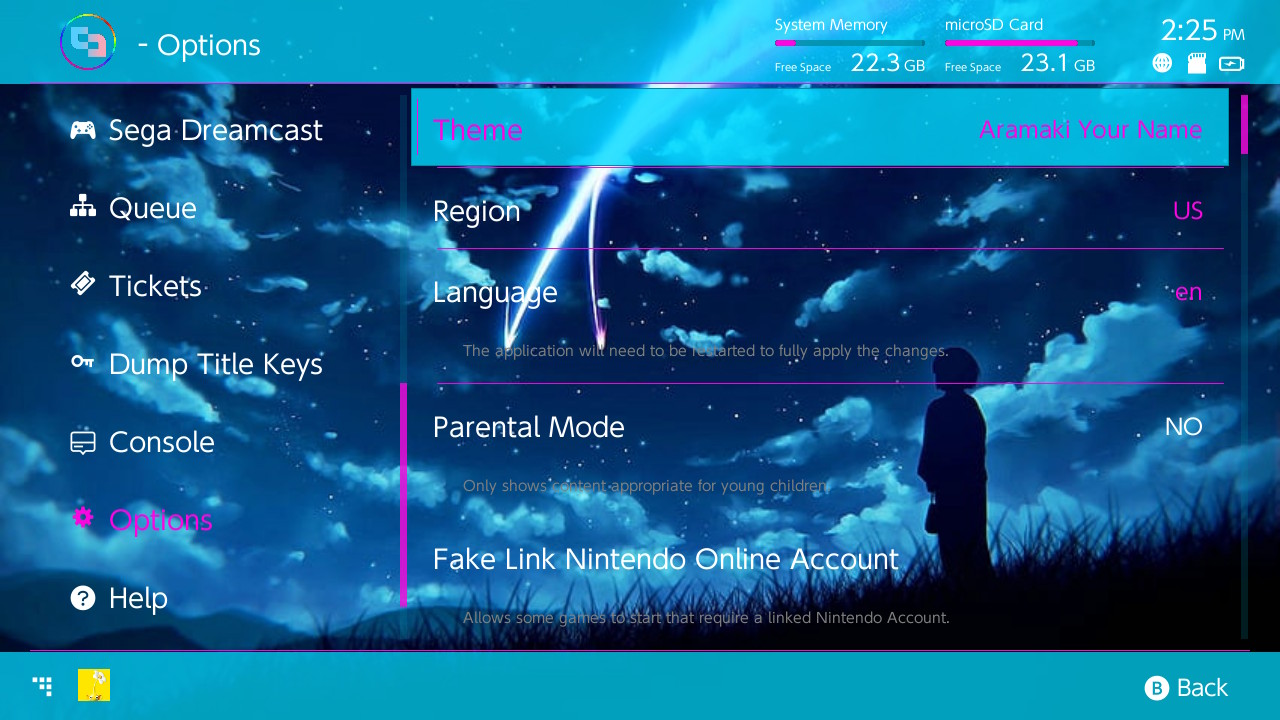 - Options
System Memory
Free Space 22.3 GB
microSD Card
Free Space 23.1 GB
2:25 PM
Sega Dreamcast
Queue
Tickets
Dump Title Keys
Console
Options
Help
Theme Aramaki Your Name
Region US
Language en
The application will need to be restarted to fully apply the changes.
Parental Mode NO
Only shows content appropriate for young children
Fake Link Nintendo Online Account
Allows some games to start that require a linked Nintendo Account.
B Back